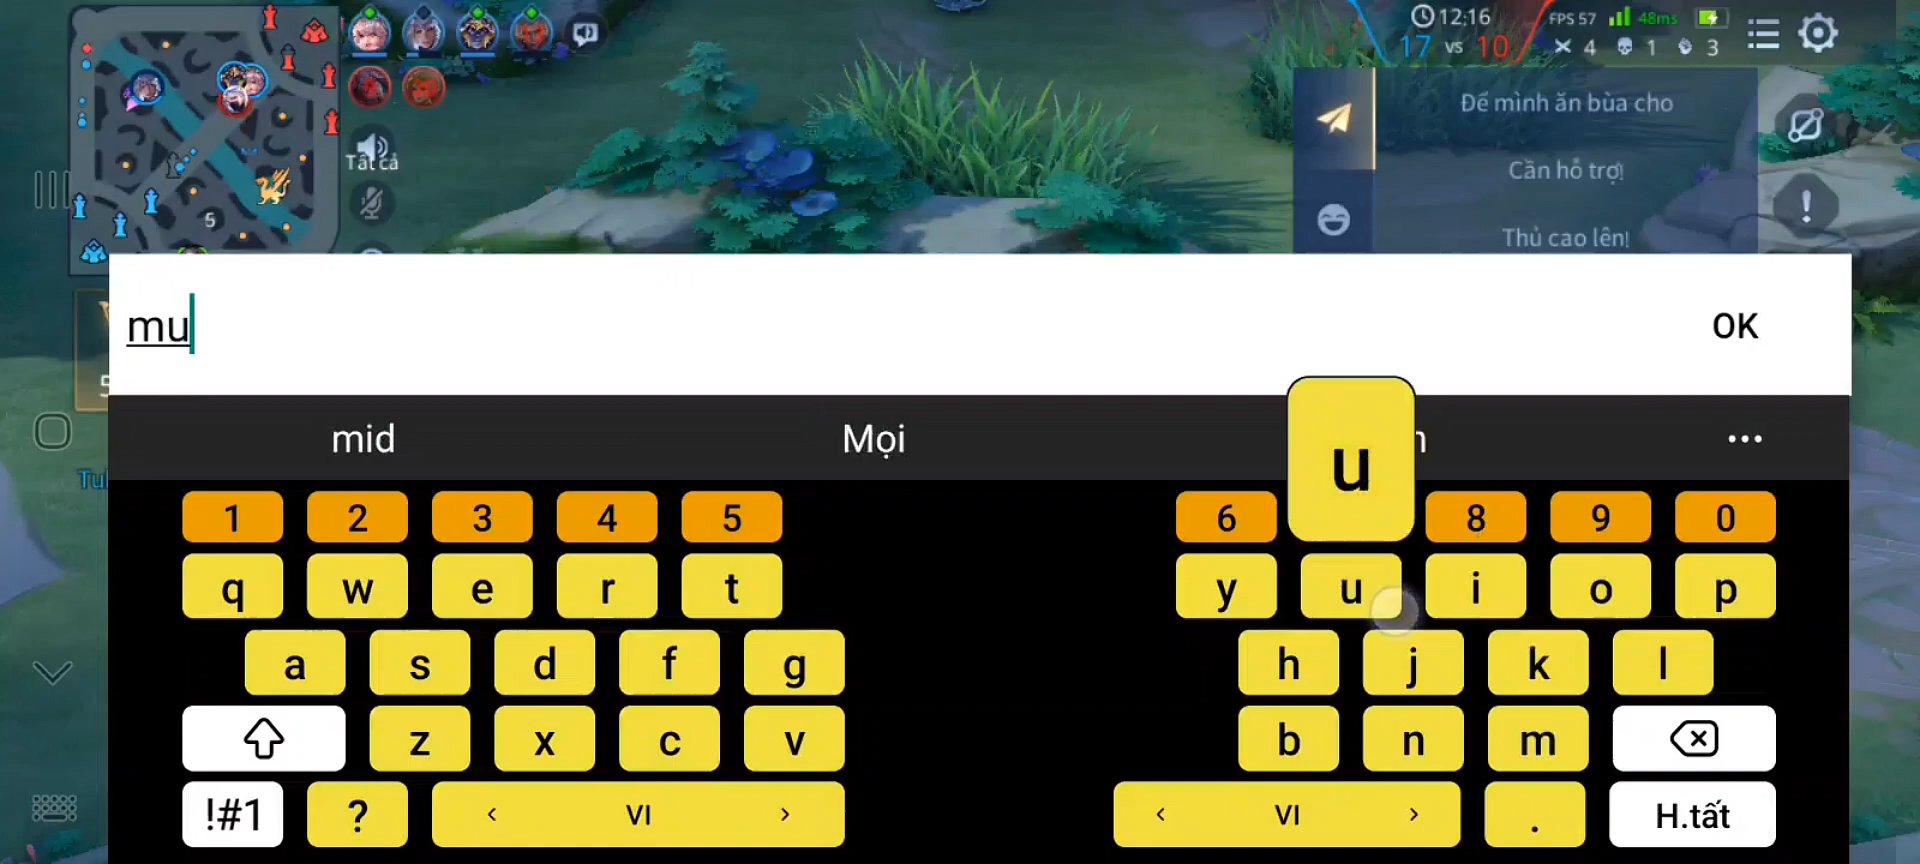 12:16
FPS 57
48ms
17 vs 10
4
1
3
Tất cả
5
Để mình ăn bùa cho
Cần hỗ trợ!
Thủ cao lên!
mu
OK
mid
Mọi
u
1 2 3 4 5 6 8 9 0
q w e r t y u i o p
a s d f g h j k l
z x c v b n m
!#1 ? < VI > < VI > . H.tất